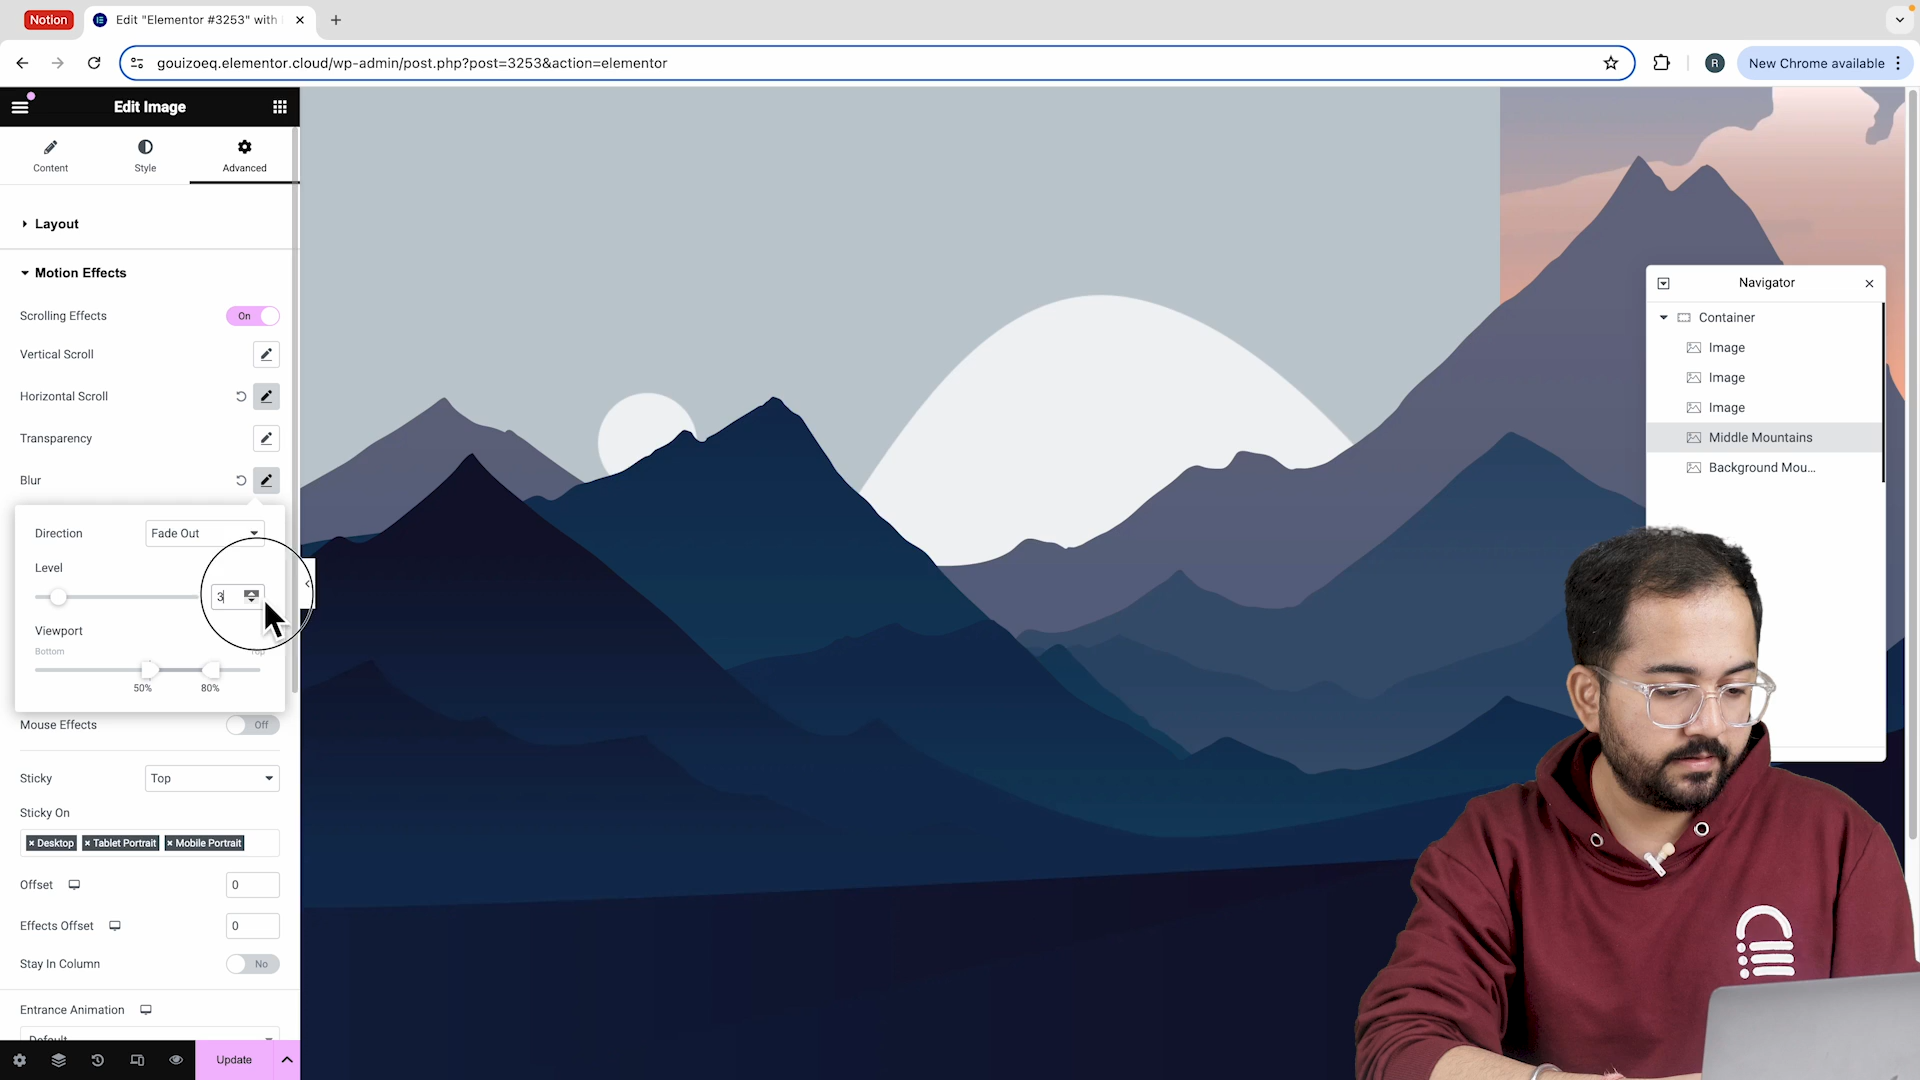 Notion
Edit "Elementor #3253" with
gouizoeq.elementor.cloud/wp-admin/post.php?post=3253&action=elementor
R
New Chrome available
Edit Image
Content
Style
Advanced
Layout
Motion Effects
Scrolling Effects
On
Vertical Scroll
Horizontal Scroll
Transparency
Blur
Direction
Fade Out
Level
3
Viewport
Bottom
Top
50%
80%
Mouse Effects
Off
Sticky
Top
Sticky On
× Desktop
× Tablet Portrait
× Mobile Portrait
Offset
0
Effects Offset
0
Stay In Column
No
Entrance Animation
Default
Update
Navigator
Container
Image
Image
Image
Middle Mountains
Background Mou...